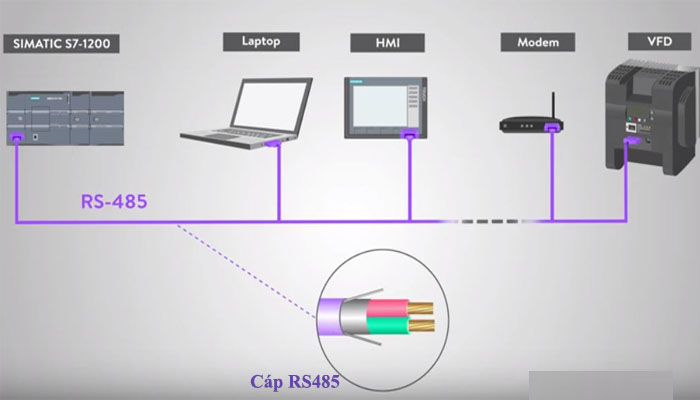 SIMATIC S7-1200
Laptop
HMI
Modem
VFD
RS-485
Cáp RS485